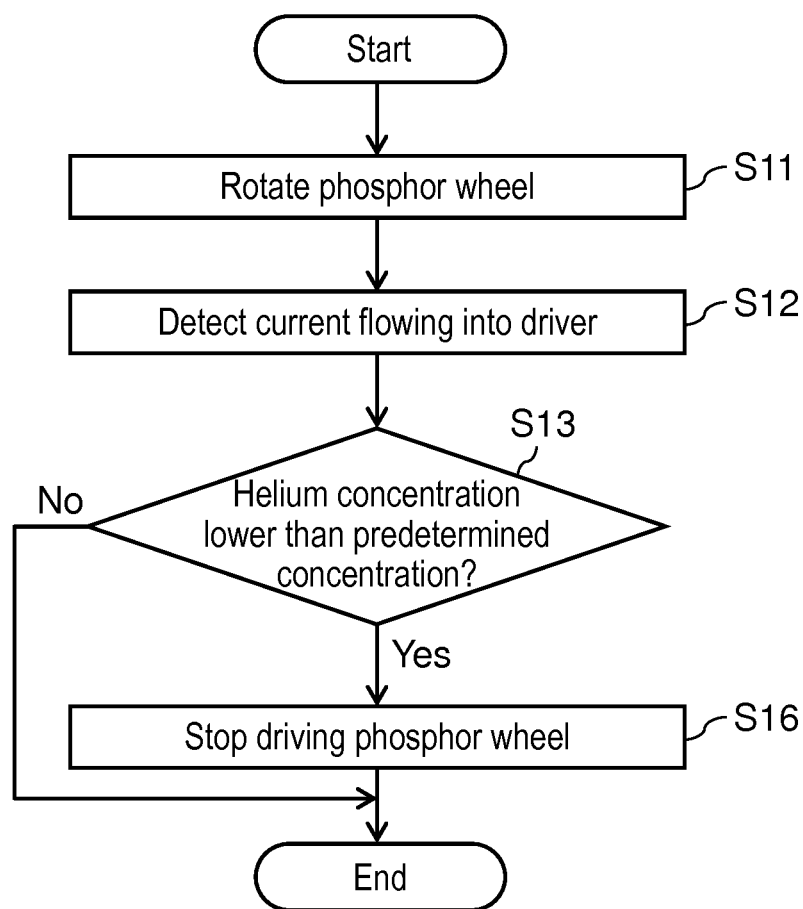 Start
Rotate phosphor wheel
S11
Detect current flowing into driver
S12
S13
Helium concentration
lower than predetermined
concentration?
No
Yes
Stop driving phosphor wheel
S16
End